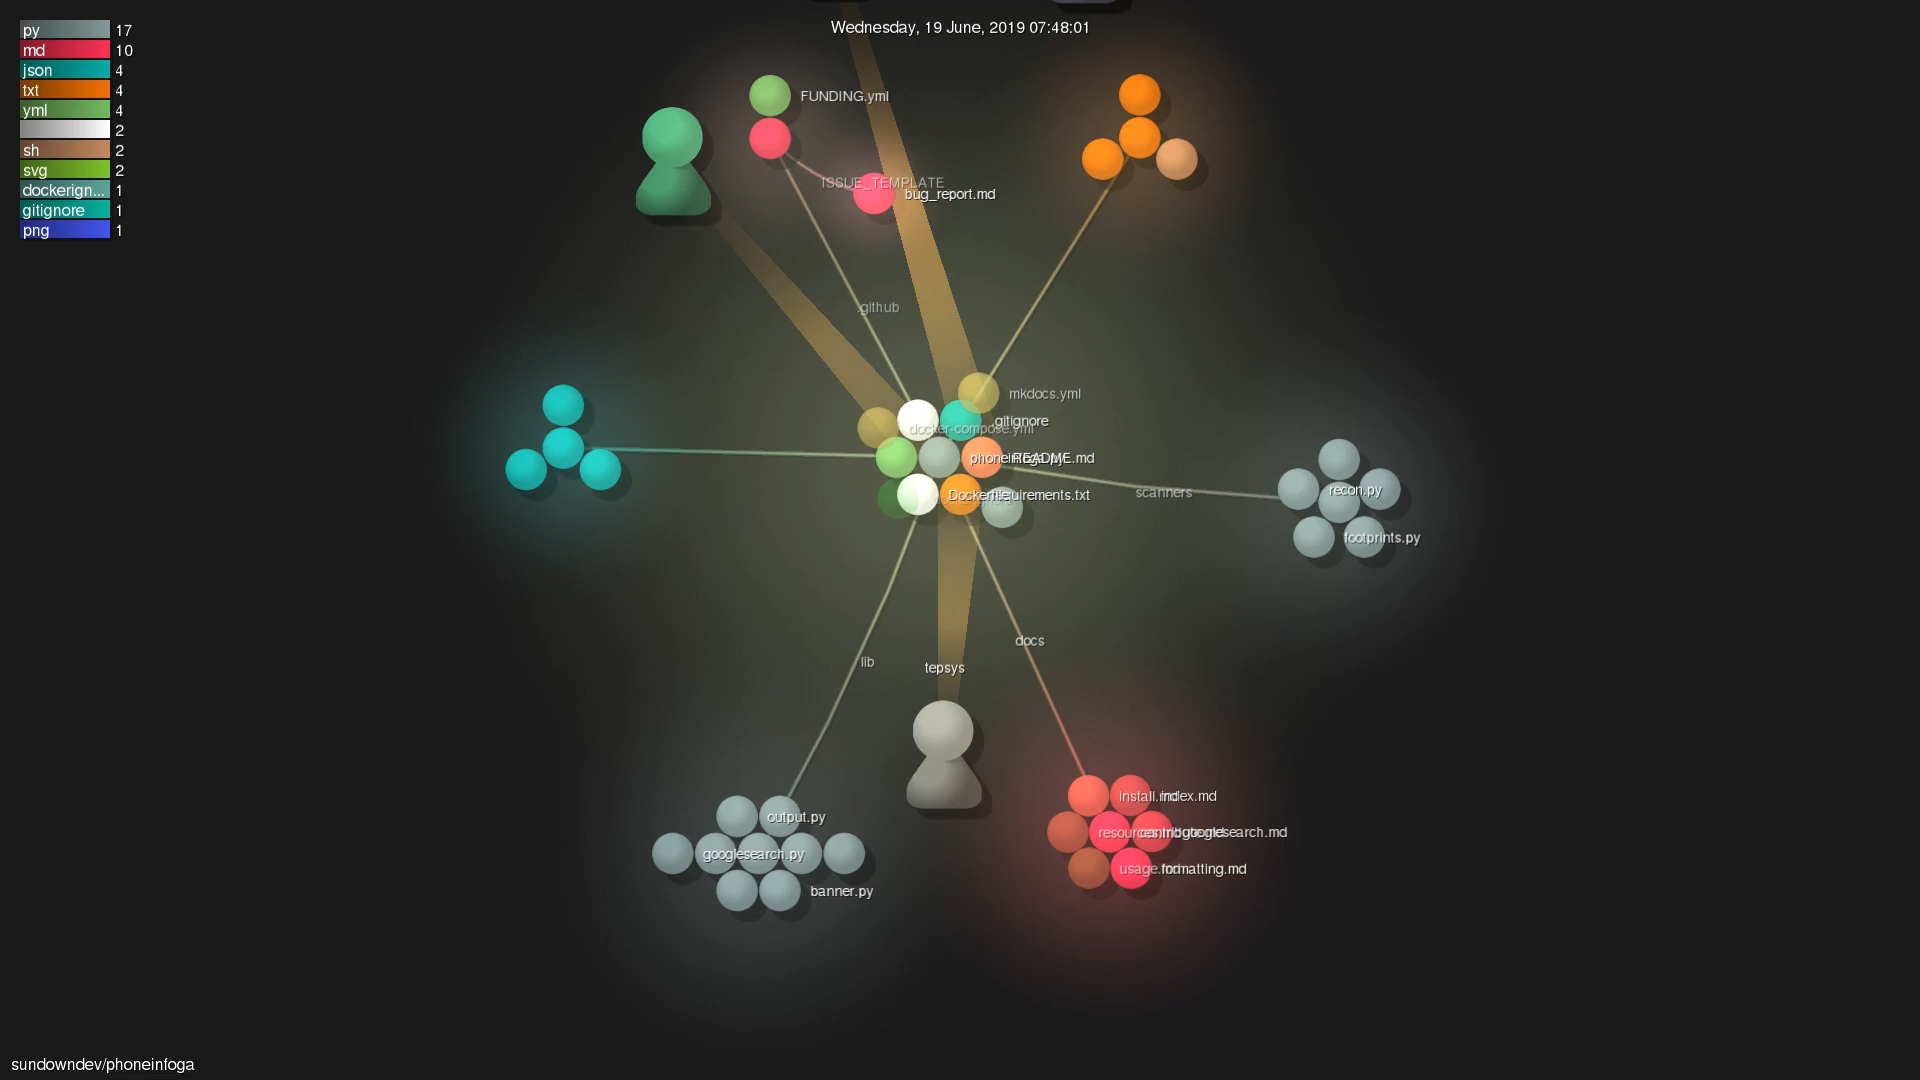 Wednesday, 19 June, 2019 07:48:01
py 17
md 10
json 4
txt 4
yml 4
2
sh 2
svg 2
dockerign... 1
gitignore 1
png 1
FUNDING.yml
ISSUE_TEMPLATE
bug_report.md
.github
mkdocs.yml
.gitignore
docker-compose.yml
README.md
Dockerfile
requirements.txt
scanners
recon.py
footprints.py
docs
lib
tepsys
output.py
googlesearch.py
banner.py
install.md
index.md
usage.md
formatting.md
sundowndev/phoneinfoga